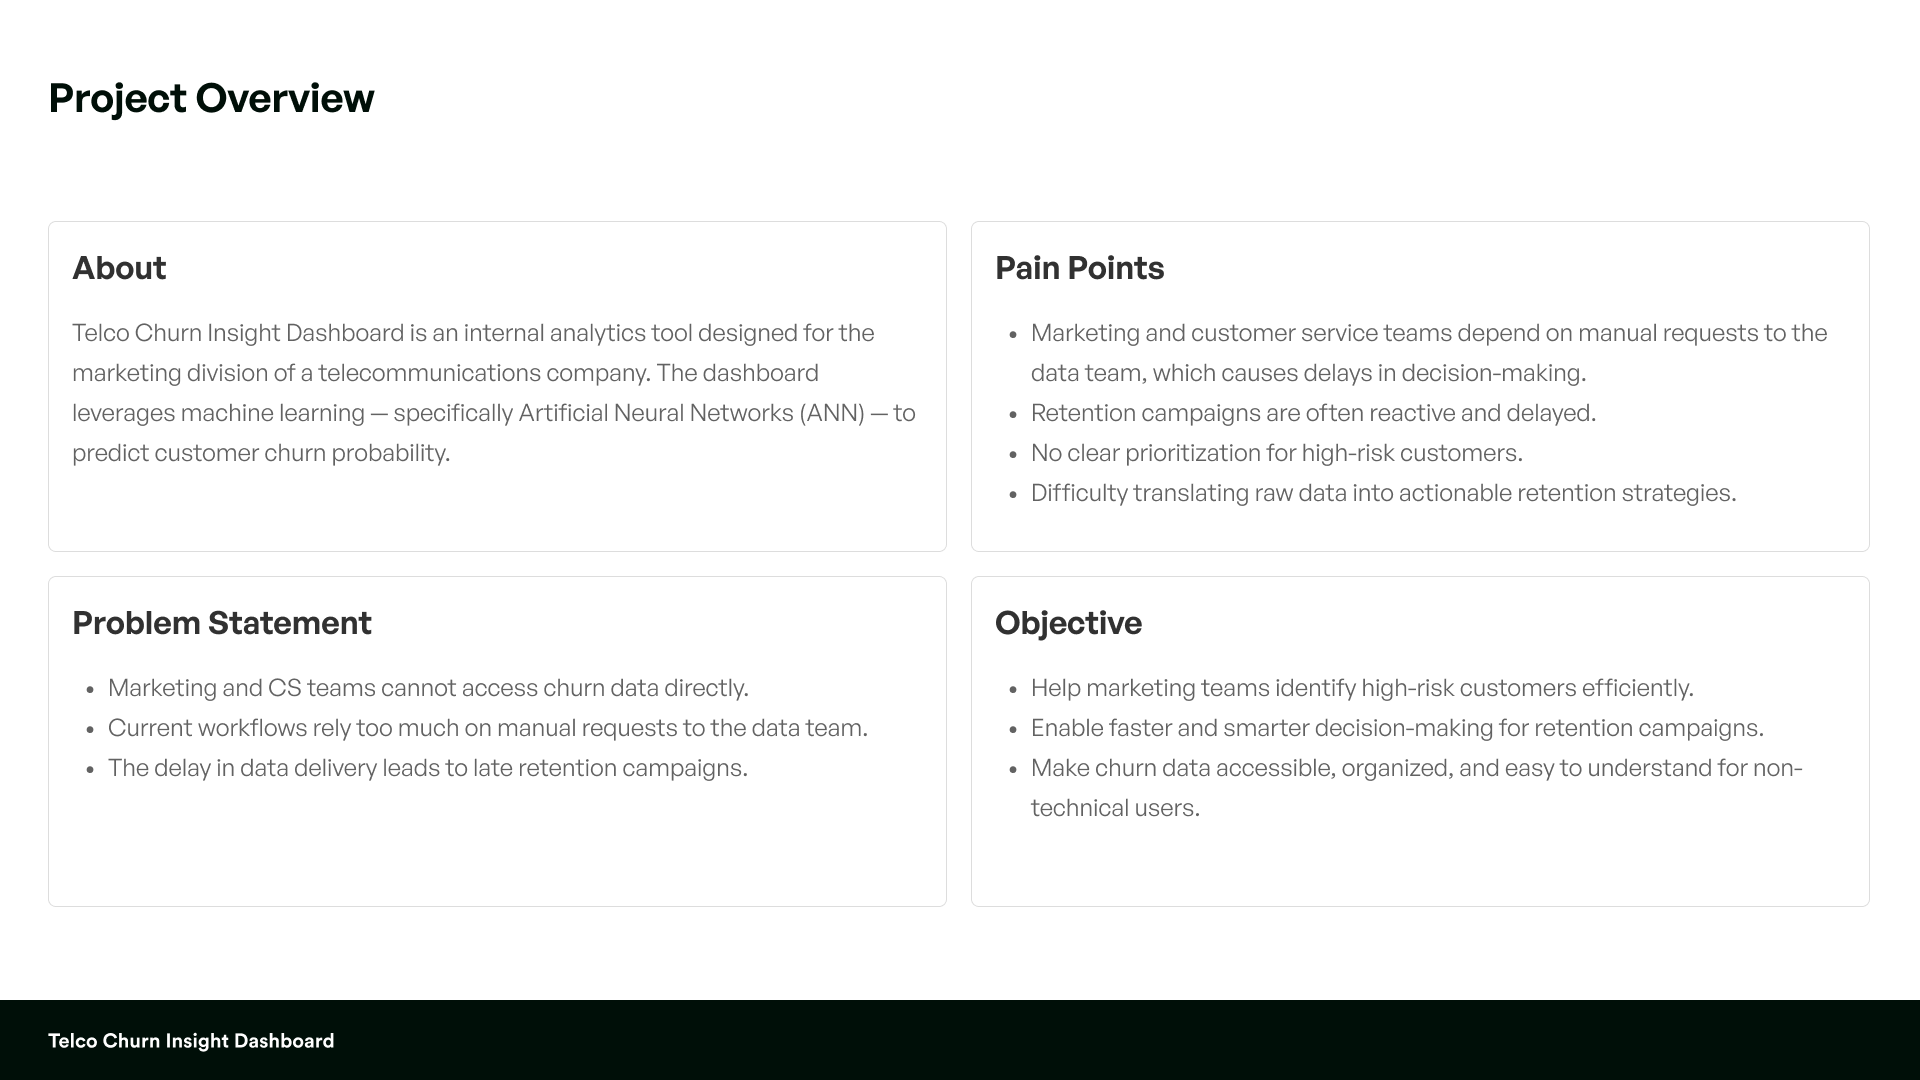 Project Overview
About
Telco Churn Insight Dashboard is an internal analytics tool designed for the
marketing division of a telecommunications company. The dashboard
leverages machine learning — specifically Artificial Neural Networks (ANN) — to
predict customer churn probability.
Pain Points
• Marketing and customer service teams depend on manual requests to the
data team, which causes delays in decision-making.
• Retention campaigns are often reactive and delayed.
• No clear prioritization for high-risk customers.
• Difficulty translating raw data into actionable retention strategies.
Problem Statement
• Marketing and CS teams cannot access churn data directly.
• Current workflows rely too much on manual requests to the data team.
• The delay in data delivery leads to late retention campaigns.
Objective
• Help marketing teams identify high-risk customers efficiently.
• Enable faster and smarter decision-making for retention campaigns.
• Make churn data accessible, organized, and easy to understand for non-
technical users.
Telco Churn Insight Dashboard